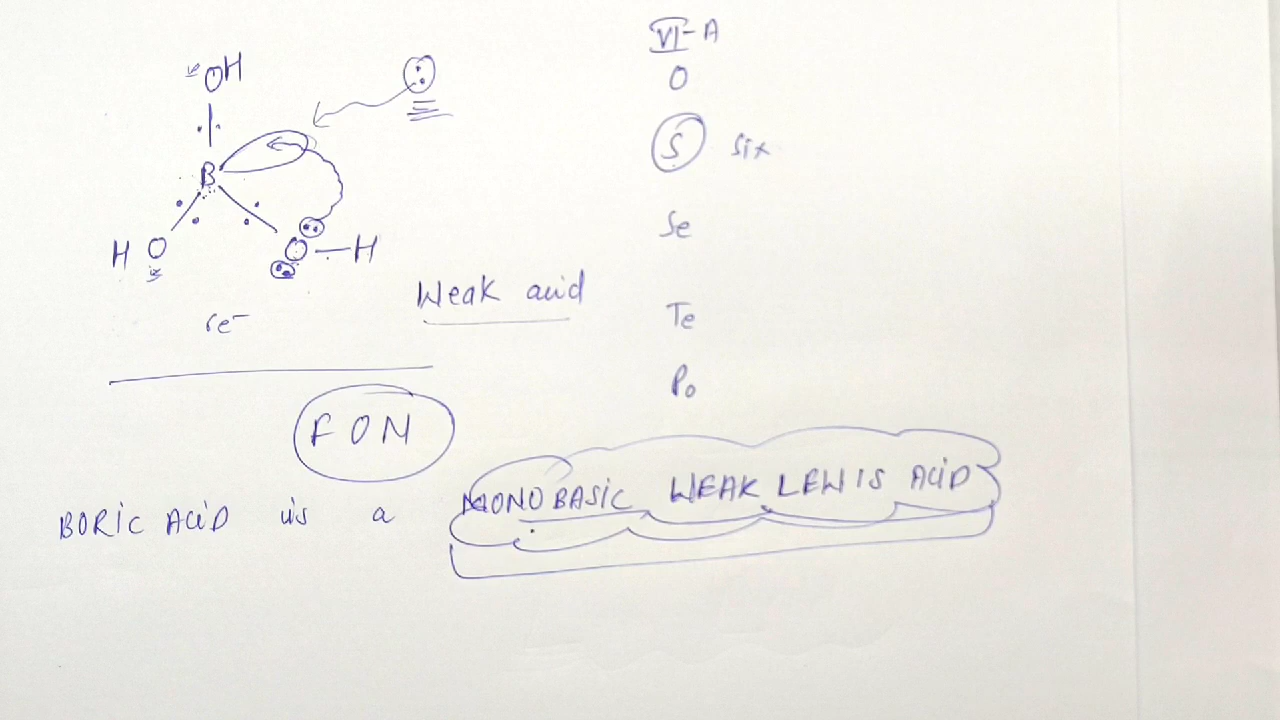 OH
B
H O
O - H
6e-
Weak acid
VI-A
O
S six
Se
Te
Po
FON
BORIC ACID is a MONOBASIC WEAK LEWIS ACID